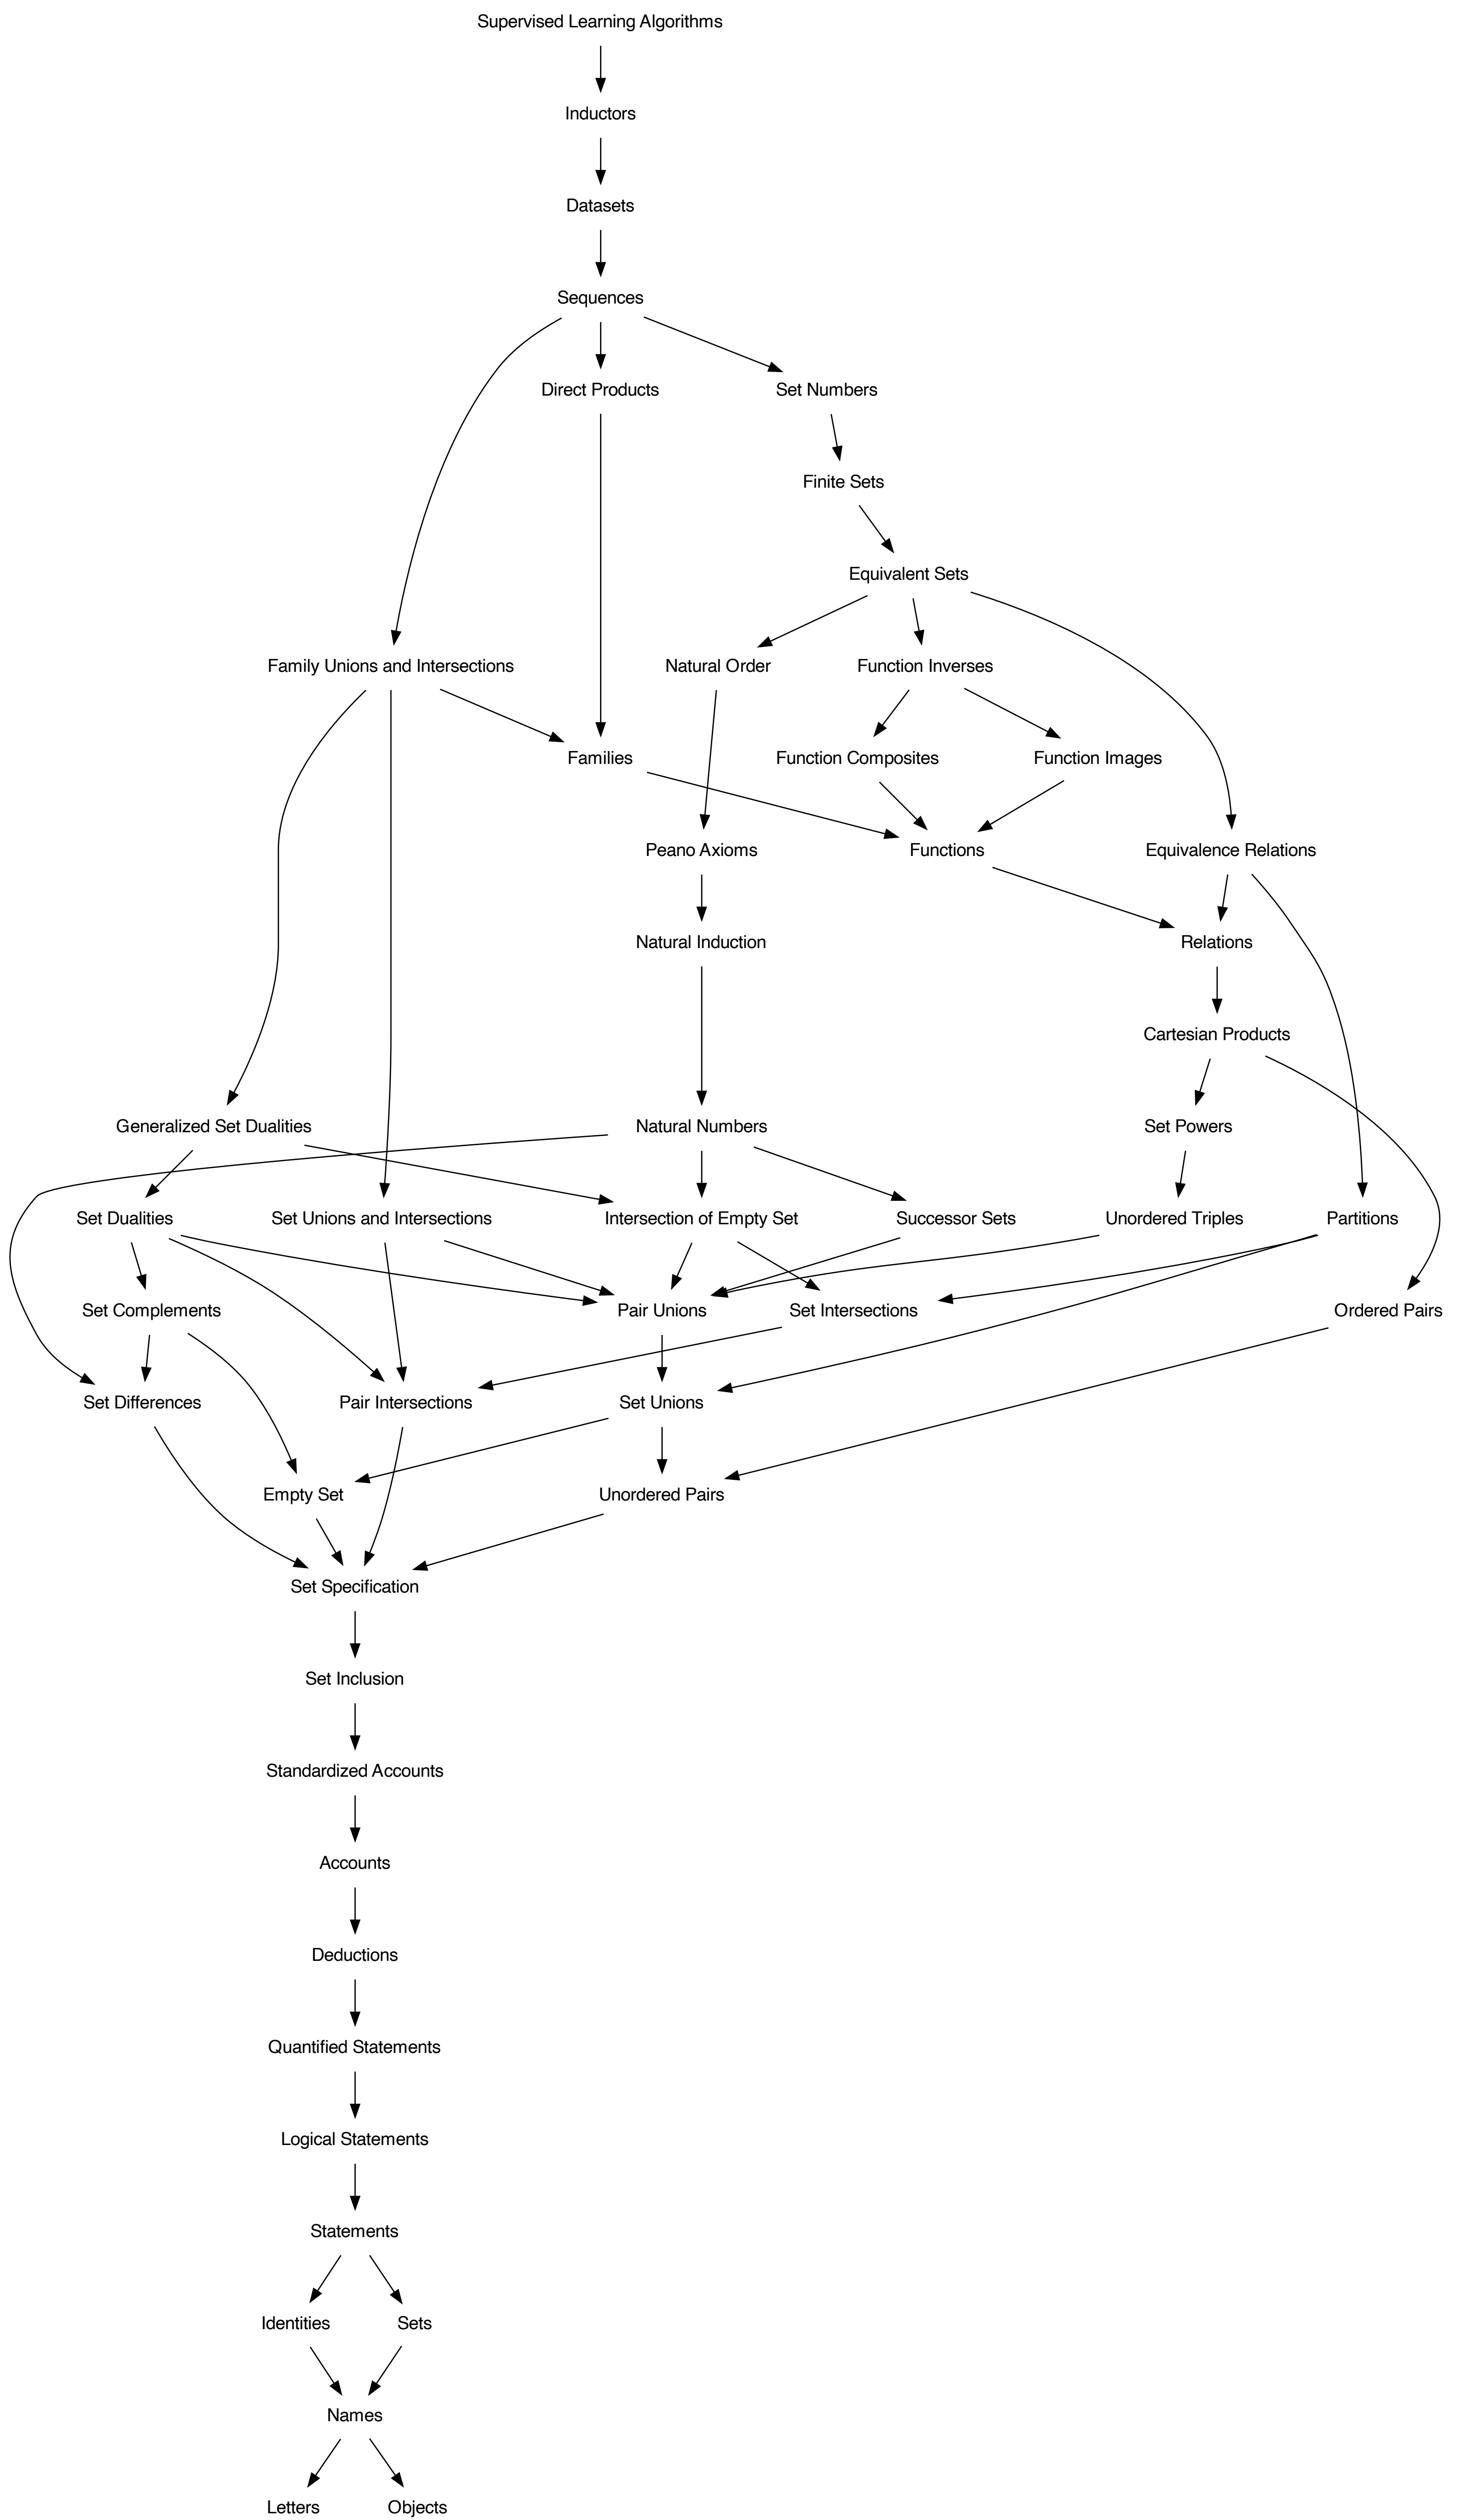 Supervised Learning Algorithms
Inductors
Datasets
Sequences
Direct Products
Set Numbers
Finite Sets
Equivalent Sets
Family Unions and Intersections
Natural Order
Function Inverses
Families
Function Composites
Function Images
Peano Axioms
Functions
Equivalence Relations
Natural Induction
Relations
Cartesian Products
Generalized Set Dualities
Natural Numbers
Set Powers
Set Dualities
Set Unions and Intersections
Intersection of Empty Set
Successor Sets
Unordered Triples
Partitions
Set Complements
Pair Unions
Set Intersections
Ordered Pairs
Set Differences
Pair Intersections
Set Unions
Empty Set
Unordered Pairs
Set Specification
Set Inclusion
Standardized Accounts
Accounts
Deductions
Quantified Statements
Logical Statements
Statements
Identities
Sets
Names
Letters
Objects